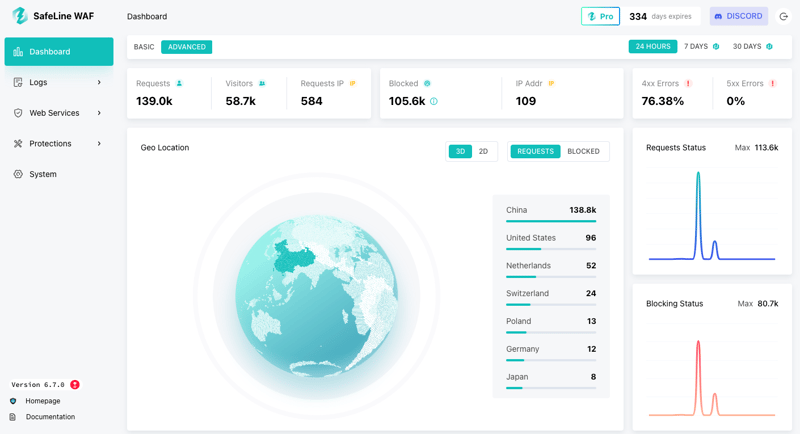 SafeLine WAF
Dashboard
Pro
334 days expires
DISCORD
Dashboard
Logs
Web Services
Protections
System
Version 6.7.0
Homepage
Documentation
BASIC
ADVANCED
24 HOURS
7 DAYS
30 DAYS
Requests
139.0k
Visitors
58.7k
Requests IP IP
584
Blocked
105.6k
IP Addr IP
109
4xx Errors
76.38%
5xx Errors
0%
Geo Location
3D
2D
REQUESTS
BLOCKED
China 138.8k
United States 96
Netherlands 52
Switzerland 24
Poland 13
Germany 12
Japan 8
Requests Status Max 113.6k
Blocking Status Max 80.7k